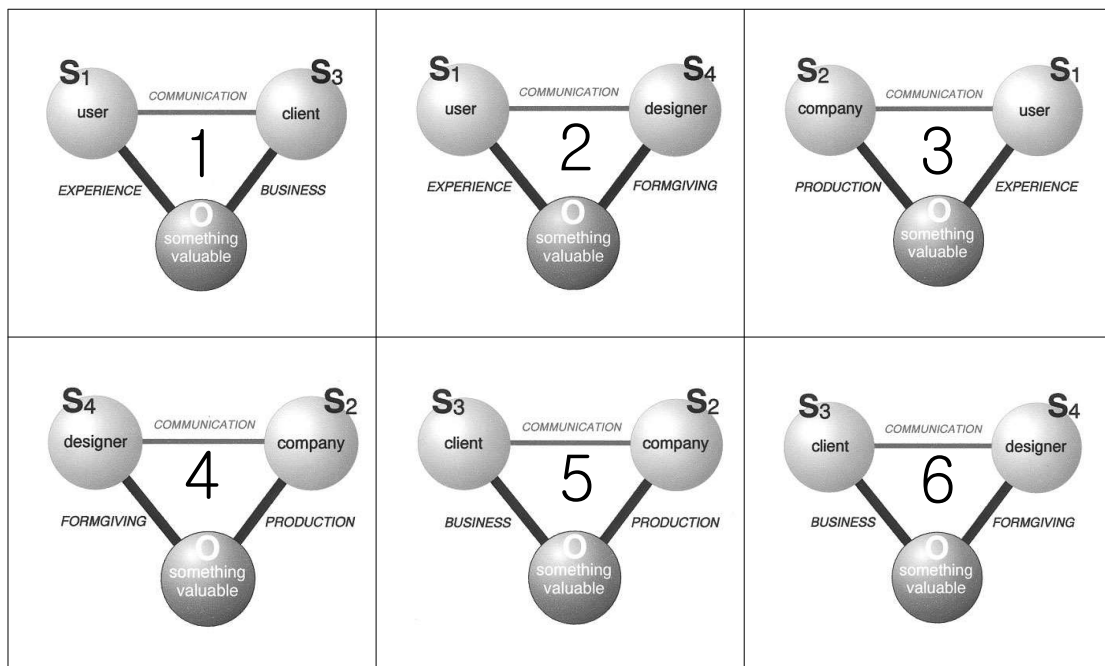 S1
S3
COMMUNICATION
user
client
1
EXPERIENCE
BUSINESS
O
something
valuable
S1
S4
COMMUNICATION
user
designer
2
EXPERIENCE
FORMGIVING
O
something
valuable
S2
S1
COMMUNICATION
company
user
3
PRODUCTION
EXPERIENCE
O
something
valuable
S4
S2
COMMUNICATION
designer
company
4
FORMGIVING
PRODUCTION
O
something
valuable
S3
S2
COMMUNICATION
client
company
5
BUSINESS
PRODUCTION
O
something
valuable
S3
S4
COMMUNICATION
client
designer
6
BUSINESS
FORMGIVING
O
something
valuable